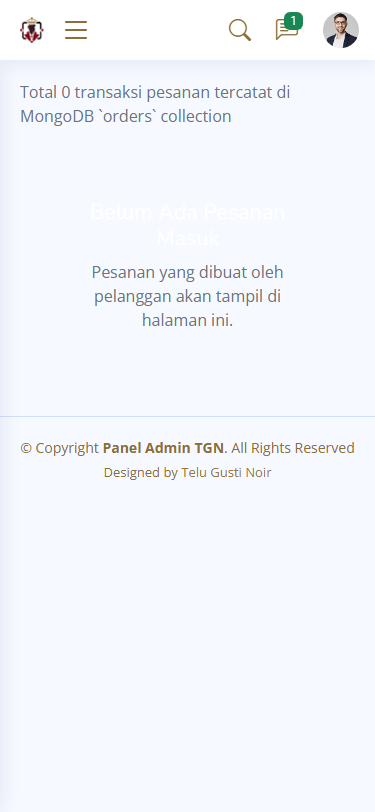 1
Total 0 transaksi pesanan tercatat di
MongoDB `orders` collection
Belum Ada Pesanan
Masuk
Pesanan yang dibuat oleh
pelanggan akan tampil di
halaman ini.
© Copyright Panel Admin TGN. All Rights Reserved
Designed by Telu Gusti Noir